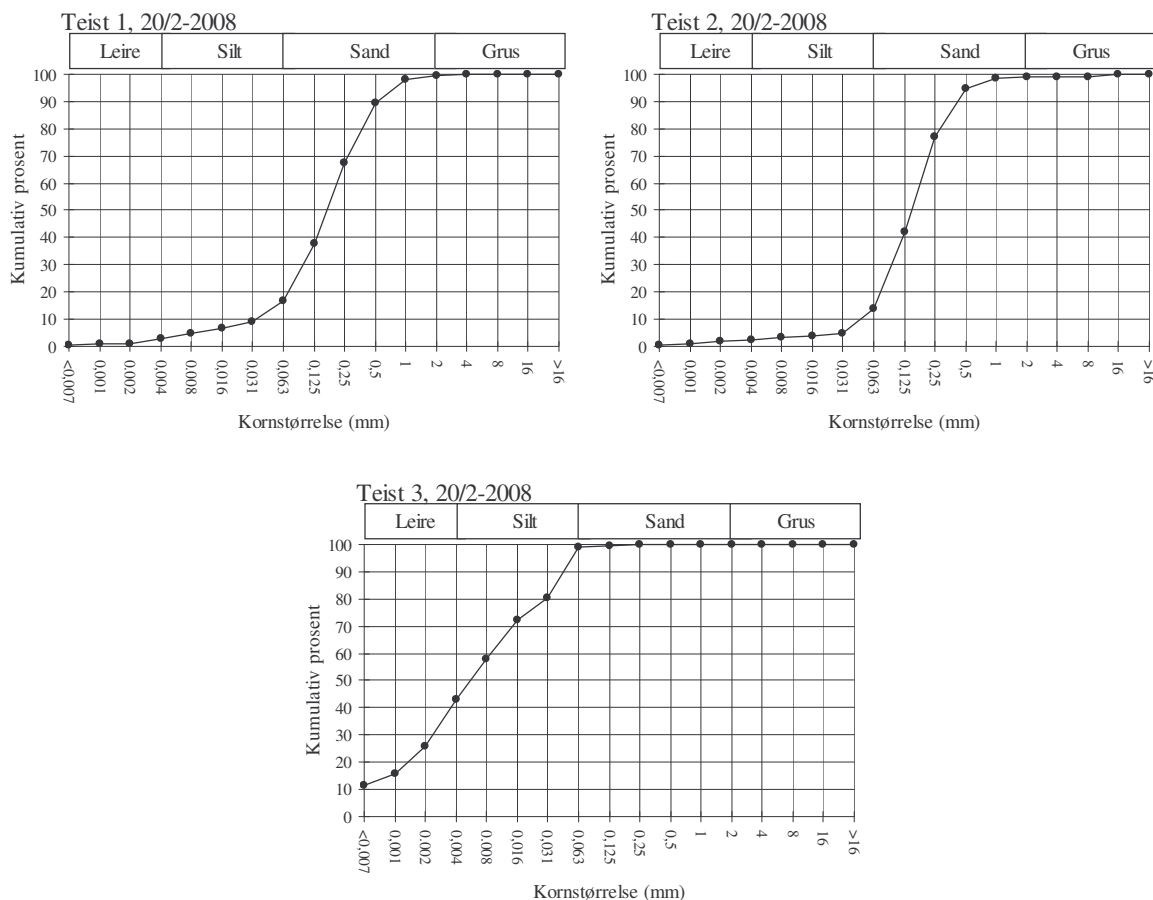 Teist 1, 20/2-2008
Leire Silt Sand Grus
100
90
80
70
60
50
40
30
20
10
0
Kumulativ prosent
<0,007 0,001 0,002 0,004 0,008 0,016 0,031 0,063 0,125 0,25 0,5 1 2 4 8 16 >16
Kornstørrelse (mm)
Teist 2, 20/2-2008
Leire Silt Sand Grus
100
90
80
70
60
50
40
30
20
10
0
Kumulativ prosent
<0,007 0,001 0,002 0,004 0,008 0,016 0,031 0,063 0,125 0,25 0,5 1 2 4 8 16 >16
Kornstørrelse (mm)
Teist 3, 20/2-2008
Leire Silt Sand Grus
100
90
80
70
60
50
40
30
20
10
0
Kumulativ prosent
<0,007 0,001 0,002 0,004 0,008 0,016 0,031 0,063 0,125 0,25 0,5 1 2 4 8 16 >16
Kornstørrelse (mm)